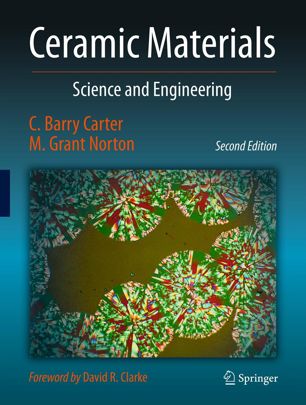 Ceramic Materials
Science and Engineering
C. Barry Carter
M. Grant Norton
Second Edition
Foreword by David R. Clarke
Springer